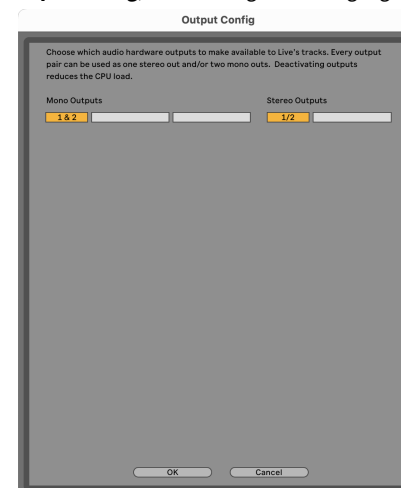 Output Config
Choose which audio hardware outputs to make available to Live's tracks. Every output
pair can be used as one stereo out and/or two mono outs.  Deactivating outputs
reduces the CPU load.
Mono Outputs Stereo Outputs
1 & 2 1/2
OK Cancel